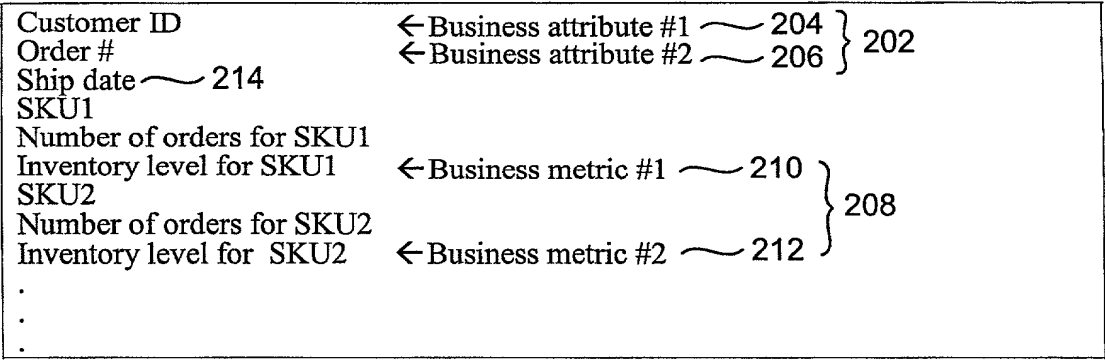 Customer ID ←Business attribute #1 204 202
Order # ←Business attribute #2 206
Ship date 214
SKU1
Number of orders for SKU1
Inventory level for SKU1 ←Business metric #1 210
SKU2 208
Number of orders for SKU2
Inventory level for SKU2 ←Business metric #2 212
.
.
.